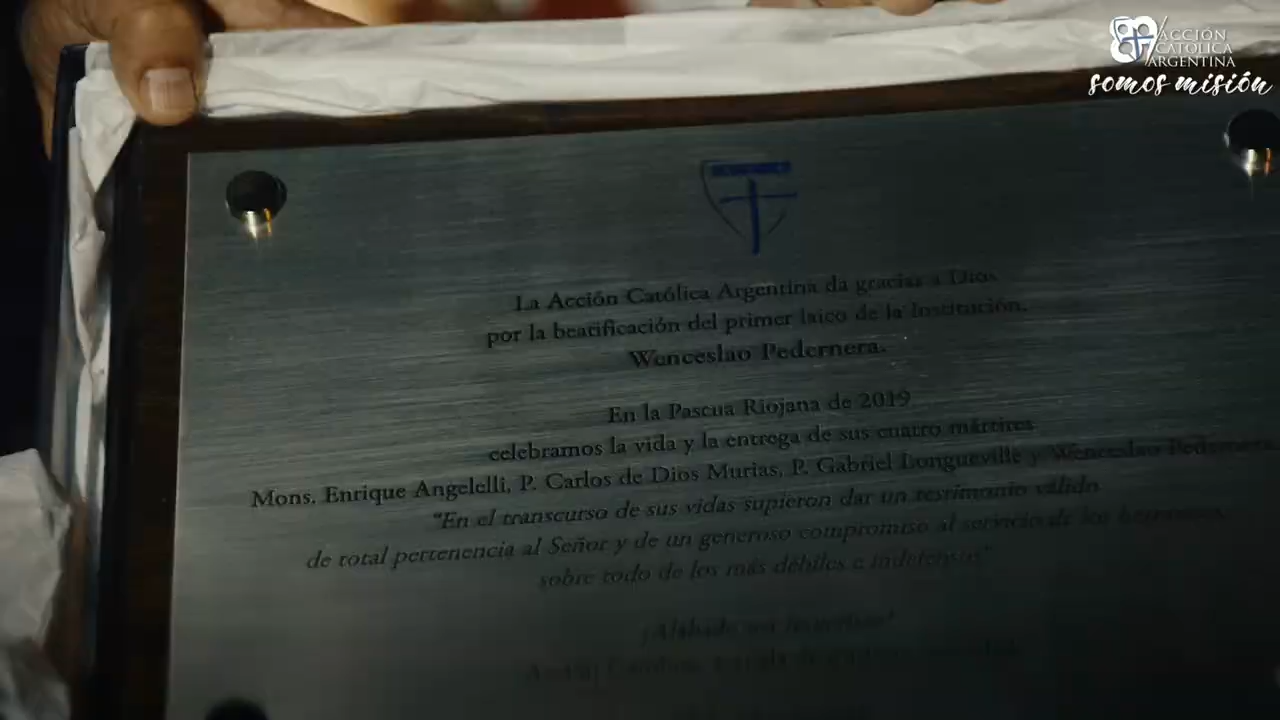 ACCIÓN
CATÓLICA
ARGENTINA
somos misión
La Acción Católica Argentina da gracias a Dios
por la beatificación del primer laico de la Institución,
Wenceslao Pedernera.
En la Pascua Riojana de 2019
celebramos la vida y la entrega de sus cuatro mártires
Mons. Enrique Angelelli, P. Carlos de Dios Murias, P. Gabriel Longueville y Wenceslao Pedernera.
"En el transcurso de sus vidas supieron dar un testimonio válido
de total pertenencia al Señor y de un generoso compromiso al servicio de los hermanos,
sobre todo de los más débiles e indefensos"